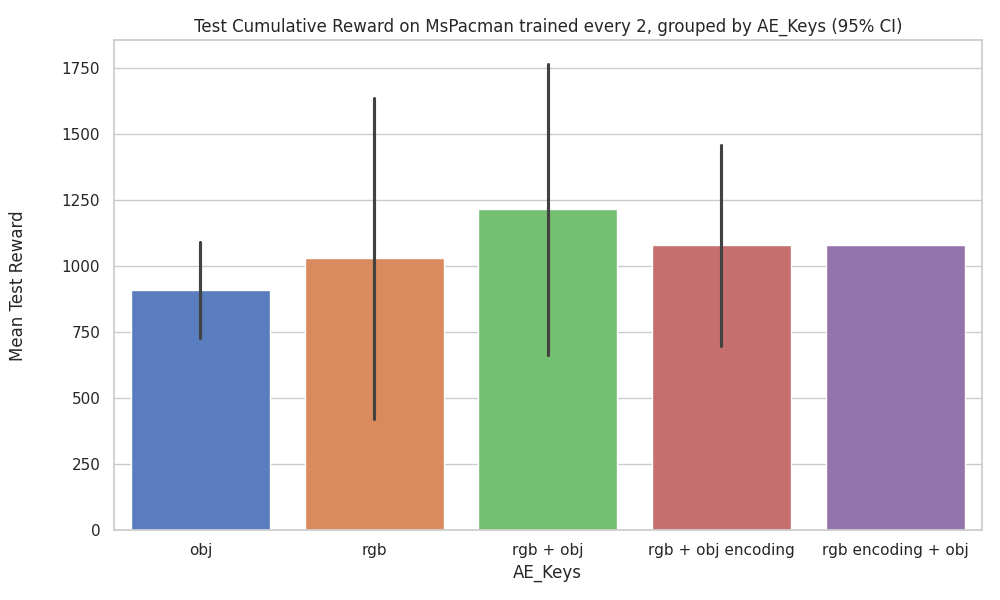 Test Cumulative Reward on MsPacman trained every 2, grouped by AE_Keys (95% CI)
Mean Test Reward
1750
1500
1250
1000
750
500
250
0
obj
rgb
rgb + obj
rgb + obj encoding
rgb encoding + obj
AE_Keys